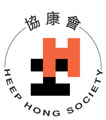 協康會
HEEP HONG SOCIETY